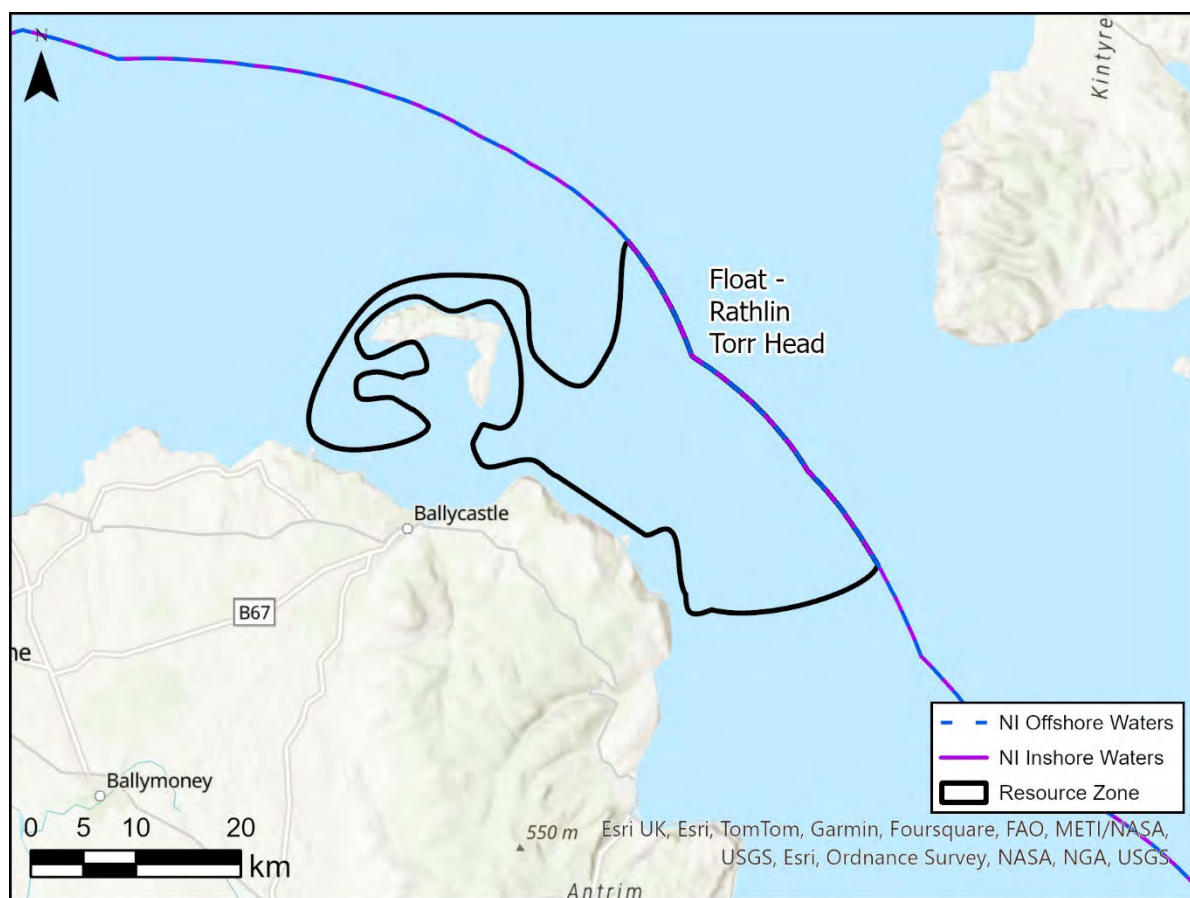 N
Kintyre
Float -
Rathlin
Torr Head
Ballycastle
B67
ne
Ballymoney
NI Offshore Waters
NI Inshore Waters
Resource Zone
0 5 10 20
km
550 m
Esri UK, Esri, TomTom, Garmin, Foursquare, FAO, METI/NASA,
USGS, Esri, Ordnance Survey, NASA, NGA, USGS
Antrim